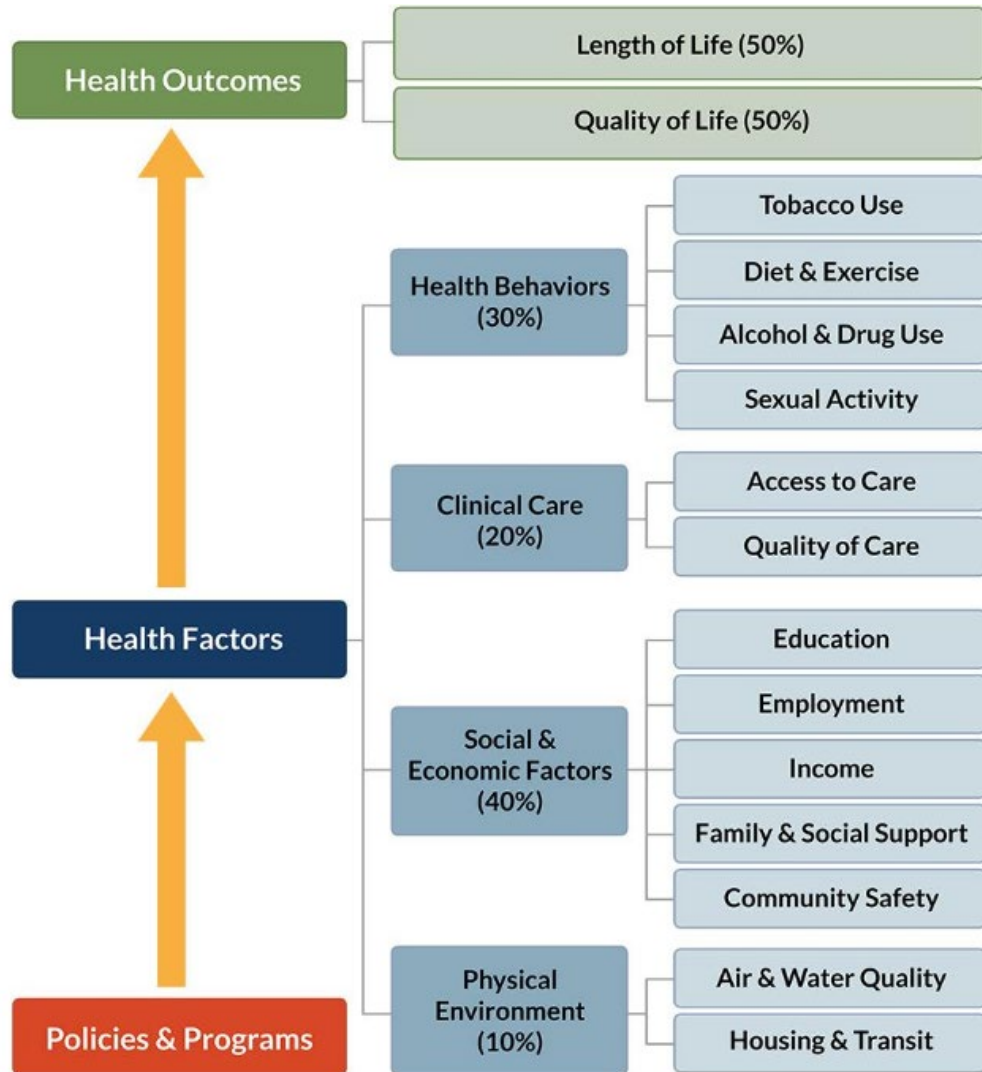 Health Outcomes
Length of Life (50%)
Quality of Life (50%)
Health Factors
Health Behaviors
(30%)
Tobacco Use
Diet & Exercise
Alcohol & Drug Use
Sexual Activity
Clinical Care
(20%)
Access to Care
Quality of Care
Social &
Economic Factors
(40%)
Education
Employment
Income
Family & Social Support
Community Safety
Physical
Environment
(10%)
Air & Water Quality
Housing & Transit
Policies & Programs